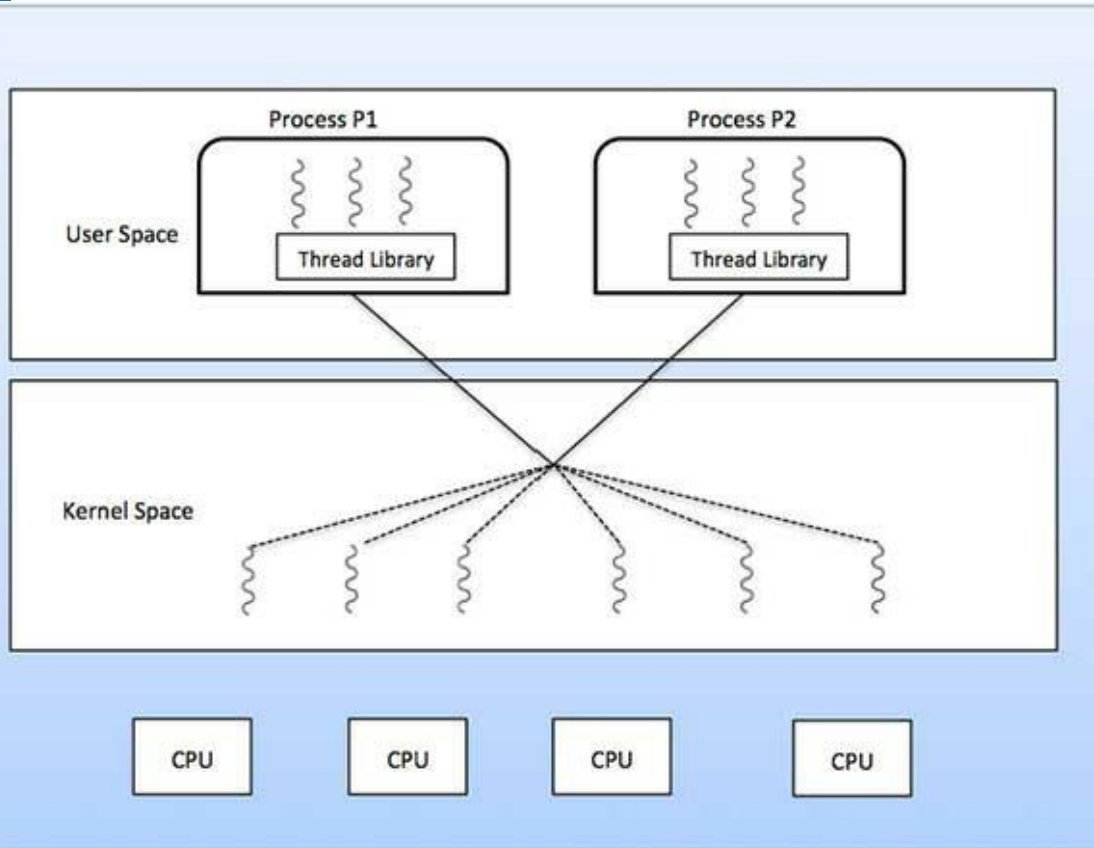 Process P1
Process P2
User Space
Thread Library
Thread Library
Kernel Space
CPU
CPU
CPU
CPU